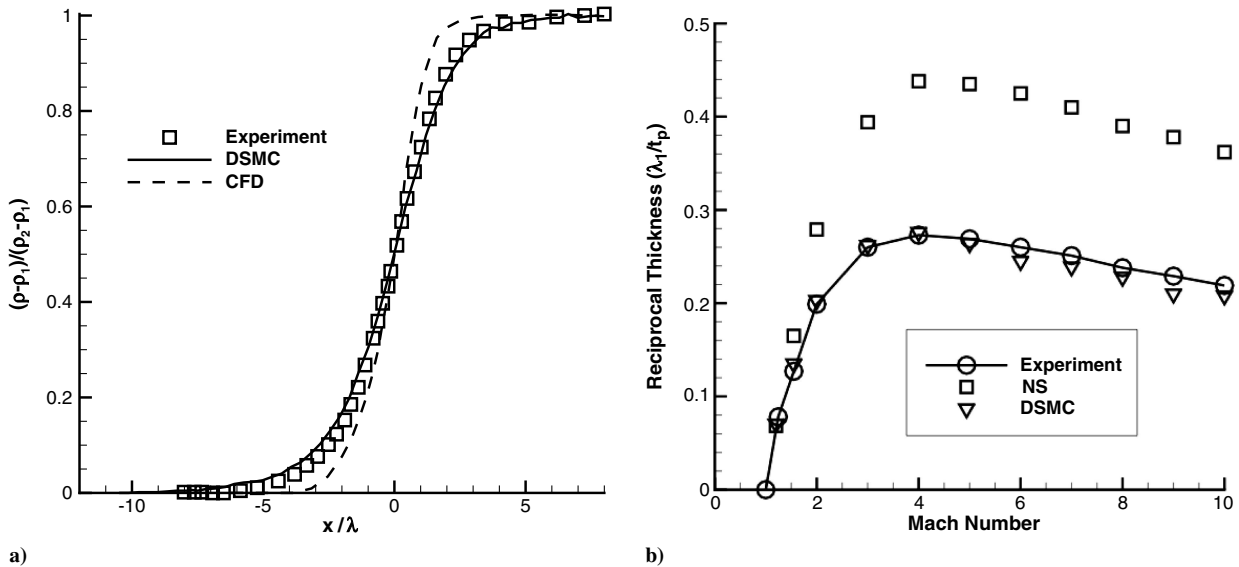 1
0.8
0.6
0.4
0.2
0
-10
-5
0
5
(ρ-ρ₁)/(ρ₂-ρ₁)
x/λ
Experiment
DSMC
CFD
a)
0.5
0.4
0.3
0.2
0.1
0
0
2
4
6
8
10
Reciprocal Thickness (λ₁/tₚ)
Mach Number
Experiment
NS
DSMC
b)